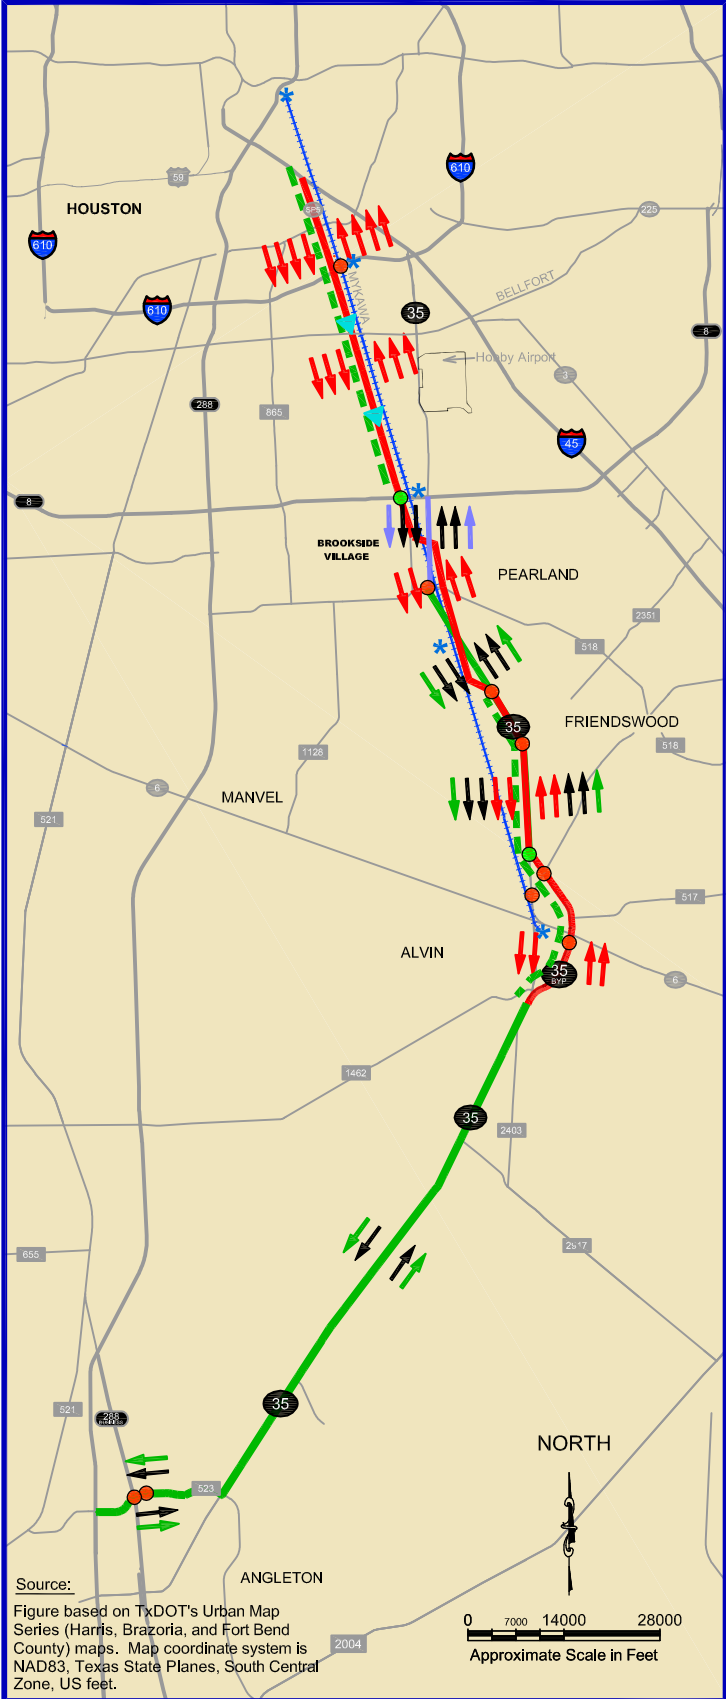 610
59
HOUSTON
225
610
BELLFORT
MYKAWA
610
35
8
Hobby Airport
3
288
865
45
8
BROOKSIDE
VILLAGE
PEARLAND
2351
518
35
FRIENDSWOOD
518
1128
6
MANVEL
521
517
ALVIN
35
BYP
6
1462
35
2403
2917
655
35
521
288
BUSINESS
NORTH
523
ANGLETON
Source:
Figure based on TxDOT's Urban Map
Series (Harris, Brazoria, and Fort Bend
County) maps. Map coordinate system is
NAD83, Texas State Planes, South Central
Zone, US feet.
2004
0 7000 14000 28000
Approximate Scale in Feet